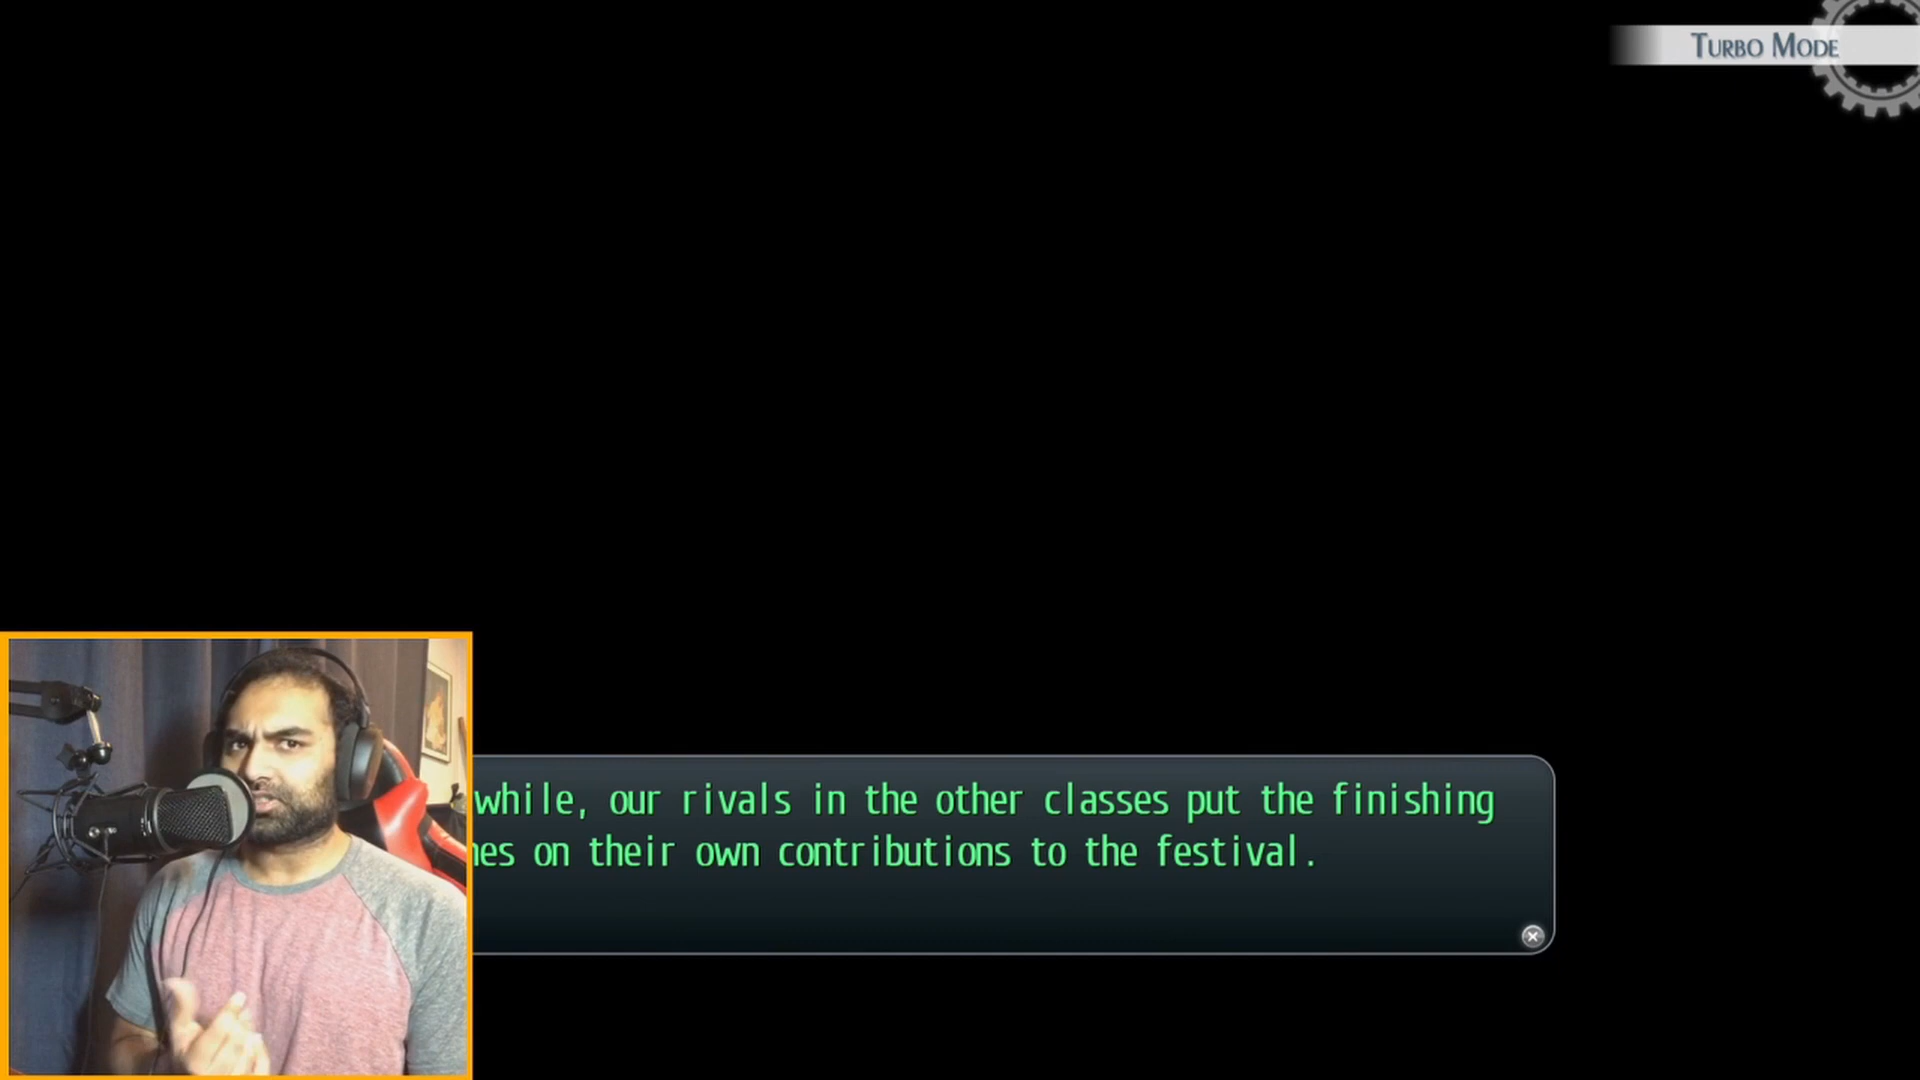 Turbo Mode
while, our rivals in the other classes put the finishing
hes on their own contributions to the festival.